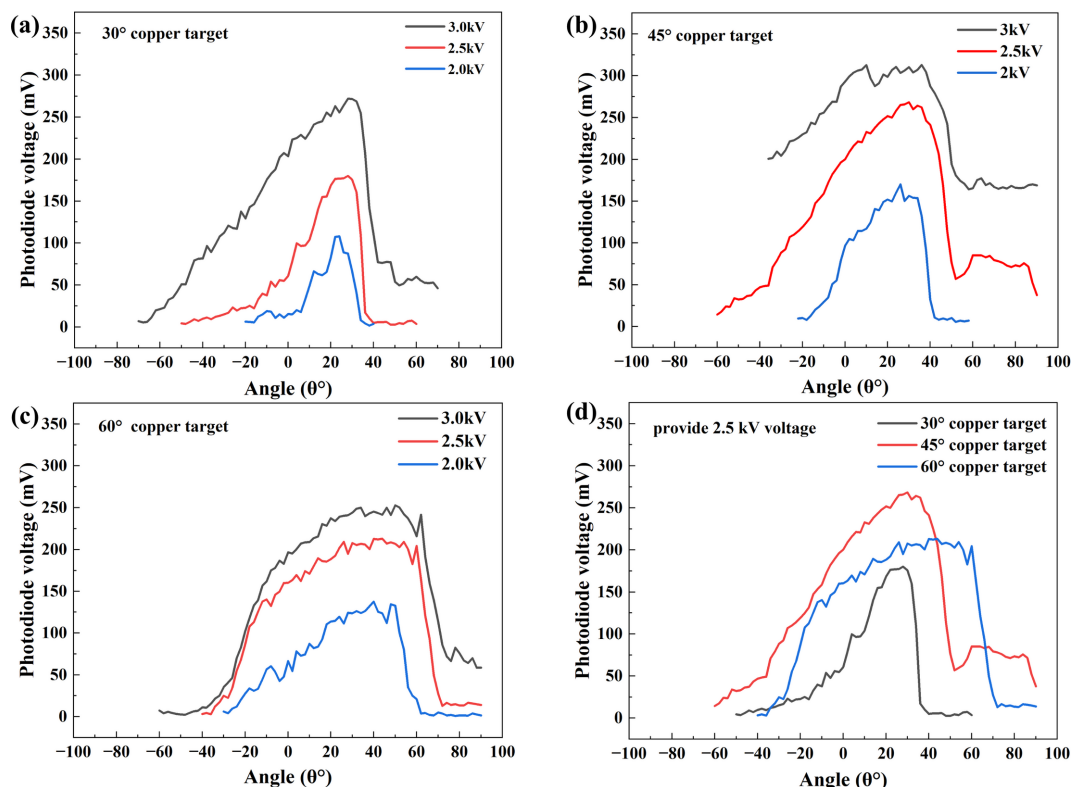 (a)
30° copper target
3.0kV
2.5kV
2.0kV
Photodiode voltage (mV)
350
300
250
200
150
100
50
0
−100 −80 −60 −40 −20 0 20 40 60 80 100
Angle (θ°)
(b)
45° copper target
3kV
2.5kV
2kV
Photodiode voltage (mV)
350
300
250
200
150
100
50
0
−100 −80 −60 −40 −20 0 20 40 60 80 100
Angle (θ°)
(c)
60° copper target
3.0kV
2.5kV
2.0kV
Photodiode voltage (mV)
350
300
250
200
150
100
50
0
−100 −80 −60 −40 −20 0 20 40 60 80 100
Angle (θ°)
(d)
provide 2.5 kV voltage
30° copper target
45° copper target
60° copper target
Photodiode voltage (mV)
350
300
250
200
150
100
50
0
−100 −80 −60 −40 −20 0 20 40 60 80 100
Angle (θ°)